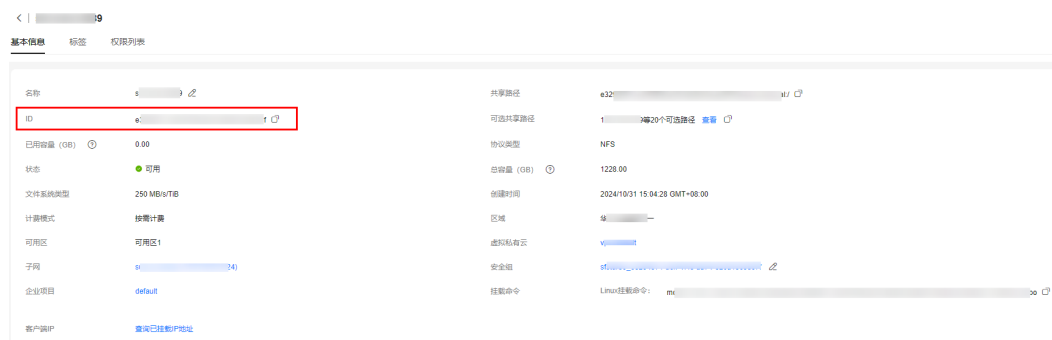 基本信息 标签 权限列表
名称 共享路径
ID 可选共享路径 等20个可选路径 查看
已用容量 (GB) 0.00 协议类型 NFS
状态 可用 总容量 (GB) 1228.00
文件系统类型 250 MB/s/TiB 创建时间 2024/10/31 15:04:28 GMT+08:00
计费模式 按需计费 区域
可用区 可用区1 虚拟私有云
子网 安全组
企业项目 default 挂载命令 Linux挂载命令：
客户端IP 查询已挂载IP地址